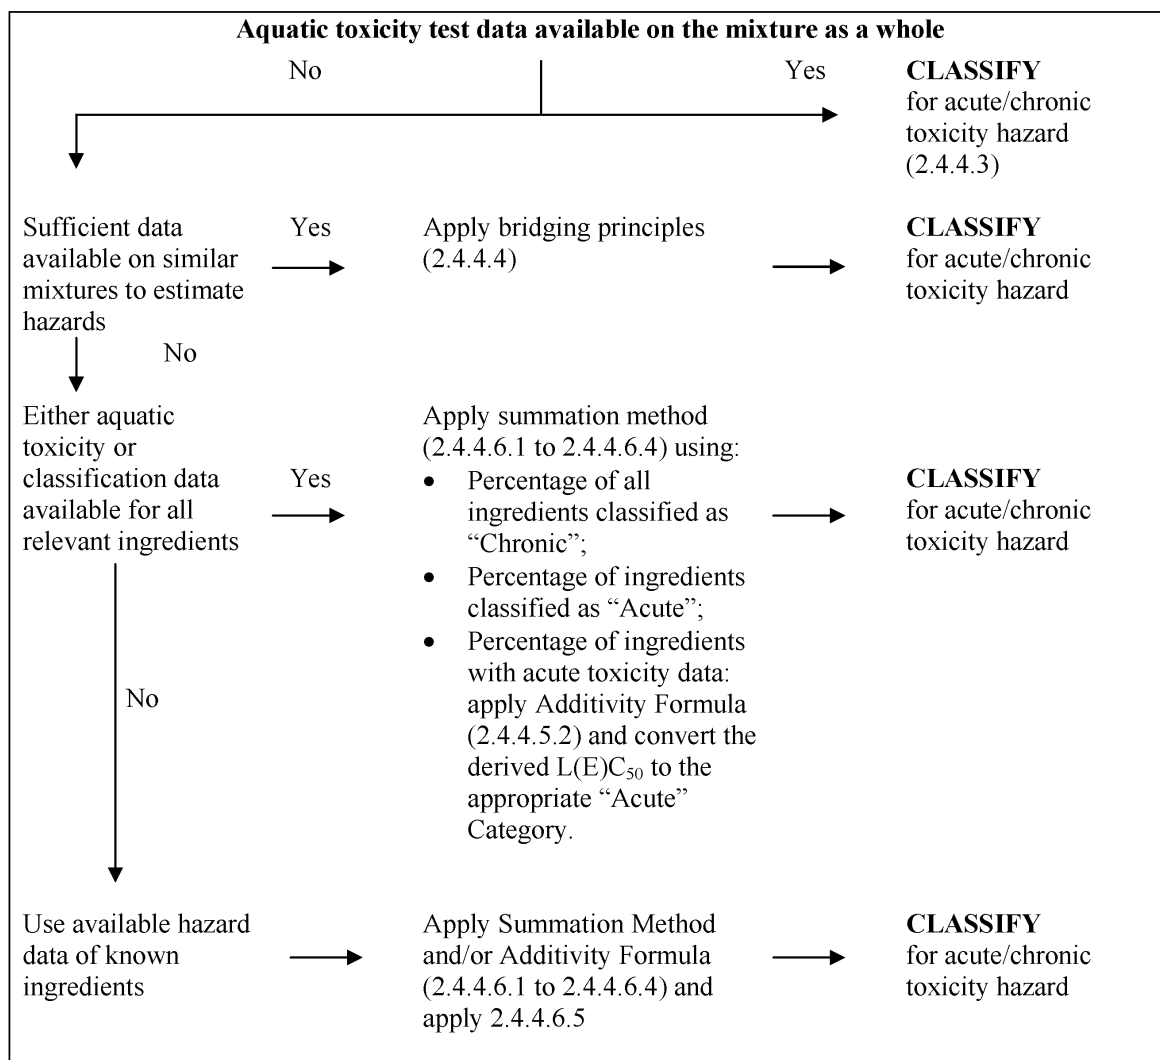 Aquatic toxicity test data available on the mixture as a whole
No
Yes
CLASSIFY
for acute/chronic
toxicity hazard
(2.4.4.3)
Sufficient data
available on similar
mixtures to estimate
hazards
Yes
Apply bridging principles
(2.4.4.4)
CLASSIFY
for acute/chronic
toxicity hazard
No
Either aquatic
toxicity or
classification data
available for all
relevant ingredients
Yes
Apply summation method
(2.4.4.6.1 to 2.4.4.6.4) using:
• Percentage of all
ingredients classified as
“Chronic”;
• Percentage of ingredients
classified as “Acute”;
• Percentage of ingredients
with acute toxicity data:
apply Additivity Formula
(2.4.4.5.2) and convert the
derived L(E)C₅₀ to the
appropriate “Acute”
Category.
CLASSIFY
for acute/chronic
toxicity hazard
No
Use available hazard
data of known
ingredients
Apply Summation Method
and/or Additivity Formula
(2.4.4.6.1 to 2.4.4.6.4) and
apply 2.4.4.6.5
CLASSIFY
for acute/chronic
toxicity hazard